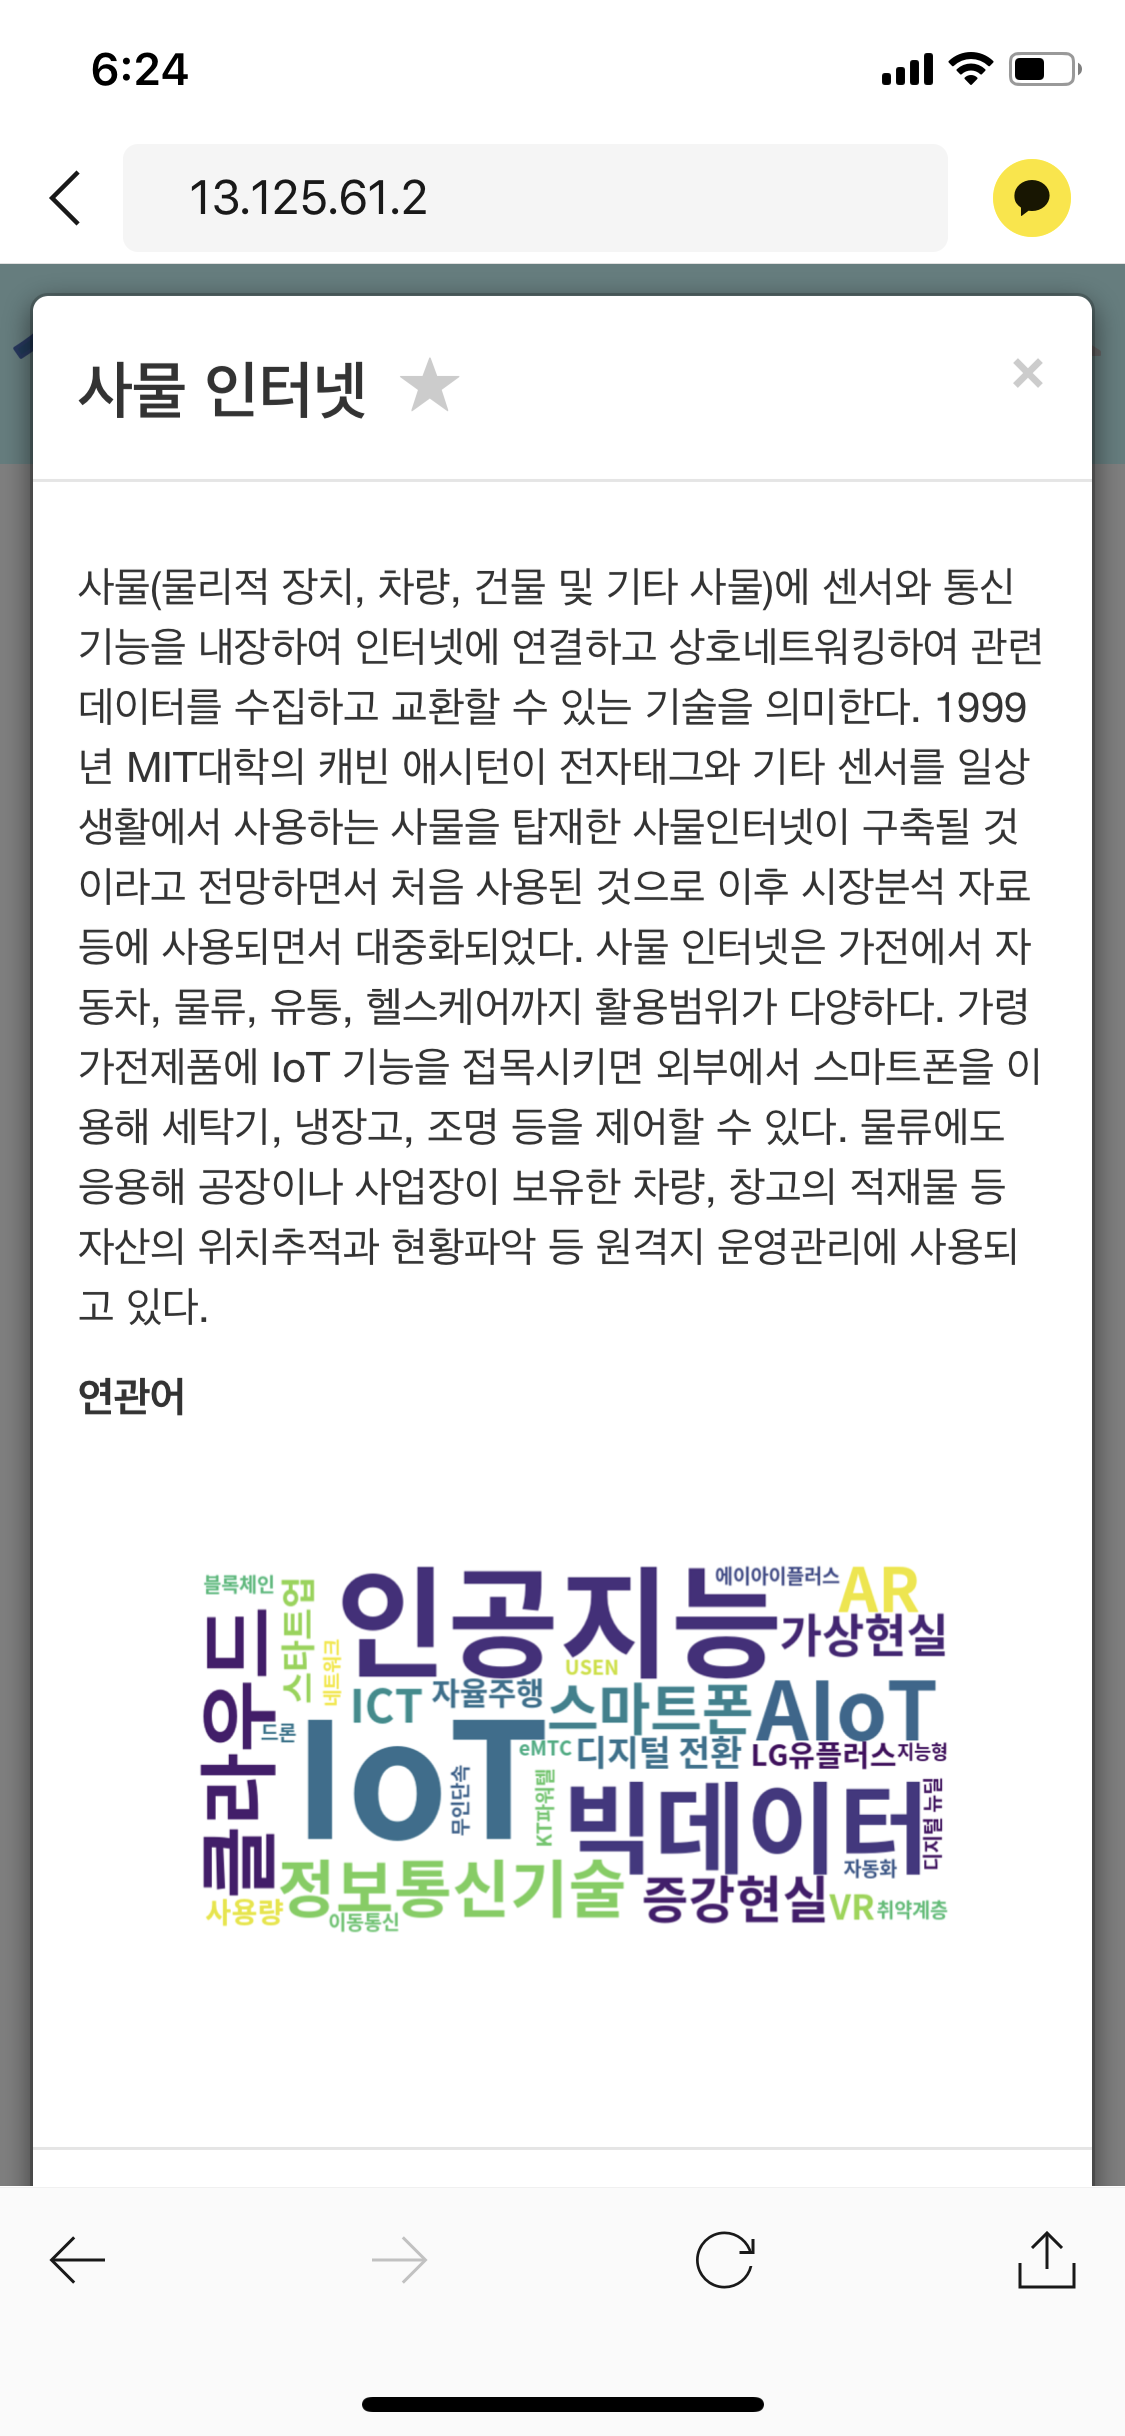 6:24
13.125.61.2
사물 인터넷
사물(물리적 장치, 차량, 건물 및 기타 사물)에 센서와 통신
기능을 내장하여 인터넷에 연결하고 상호네트워킹하여 관련
데이터를 수집하고 교환할 수 있는 기술을 의미한다. 1999
년 MIT대학의 캐빈 애시턴이 전자태그와 기타 센서를 일상
생활에서 사용하는 사물을 탑재한 사물인터넷이 구축될 것
이라고 전망하면서 처음 사용된 것으로 이후 시장분석 자료
등에 사용되면서 대중화되었다. 사물 인터넷은 가전에서 자
동차, 물류, 유통, 헬스케어까지 활용범위가 다양하다. 가령
가전제품에 IoT 기능을 접목시키면 외부에서 스마트폰을 이
용해 세탁기, 냉장고, 조명 등을 제어할 수 있다. 물류에도
응용해 공장이나 사업장이 보유한 차량, 창고의 적재물 등
자산의 위치추적과 현황파악 등 원격지 운영관리에 사용되
고 있다.
연관어
블록체인
스타트업
네트워크
인공지능
에이아이플러스
AR
가상현실
USEN
클라우드
드론
ICT
자율주행
스마트폰
AIoT
IoT
eMTC
디지털 전환
LG유플러스
지능형
무인단속
KT파워텔
빅데이터
디지털 뉴딜
자동화
정보통신기술
증강현실
VR
취약계층
사용량
이동통신